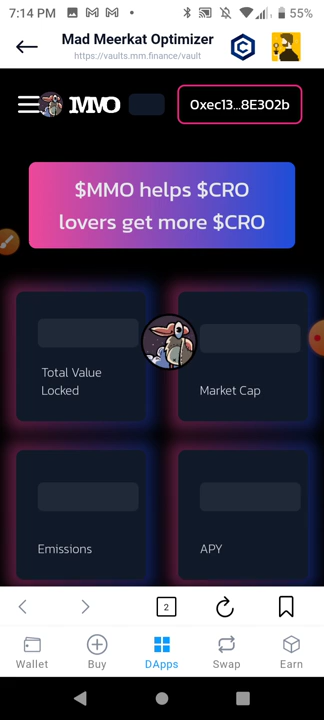 7:14 PM
55%
Mad Meerkat Optimizer
https://vaults.mm.finance/vault
MMO
0xec13...8E302b
$MMO helps $CRO
lovers get more $CRO
Total Value
Locked
Market Cap
Emissions
APY
2
Wallet
Buy
DApps
Swap
Earn